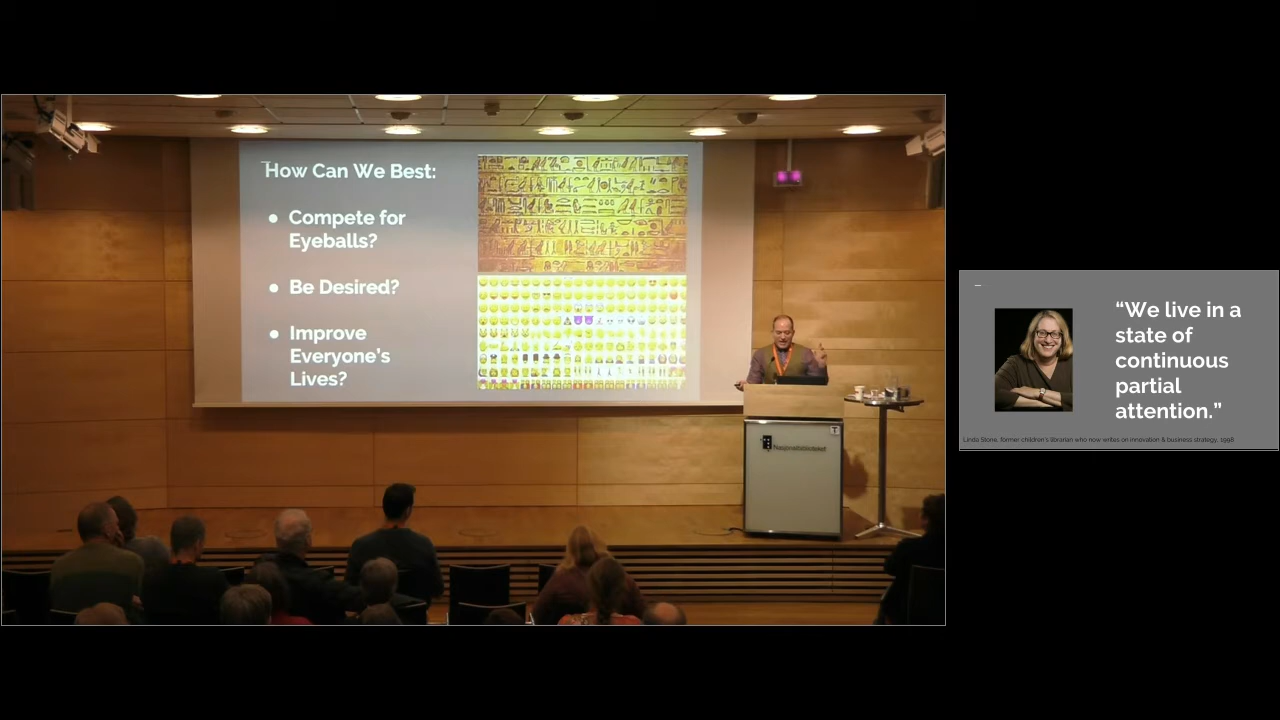 How Can We Best:
● Compete for
Eyeballs?
● Be Desired?
● Improve
Everyone's
Lives?
T
Nasjonalbiblioteket
“We live in a
state of
continuous
partial
attention.”
Linda Stone, former children's librarian who now writes on innovation & business strategy, 1998